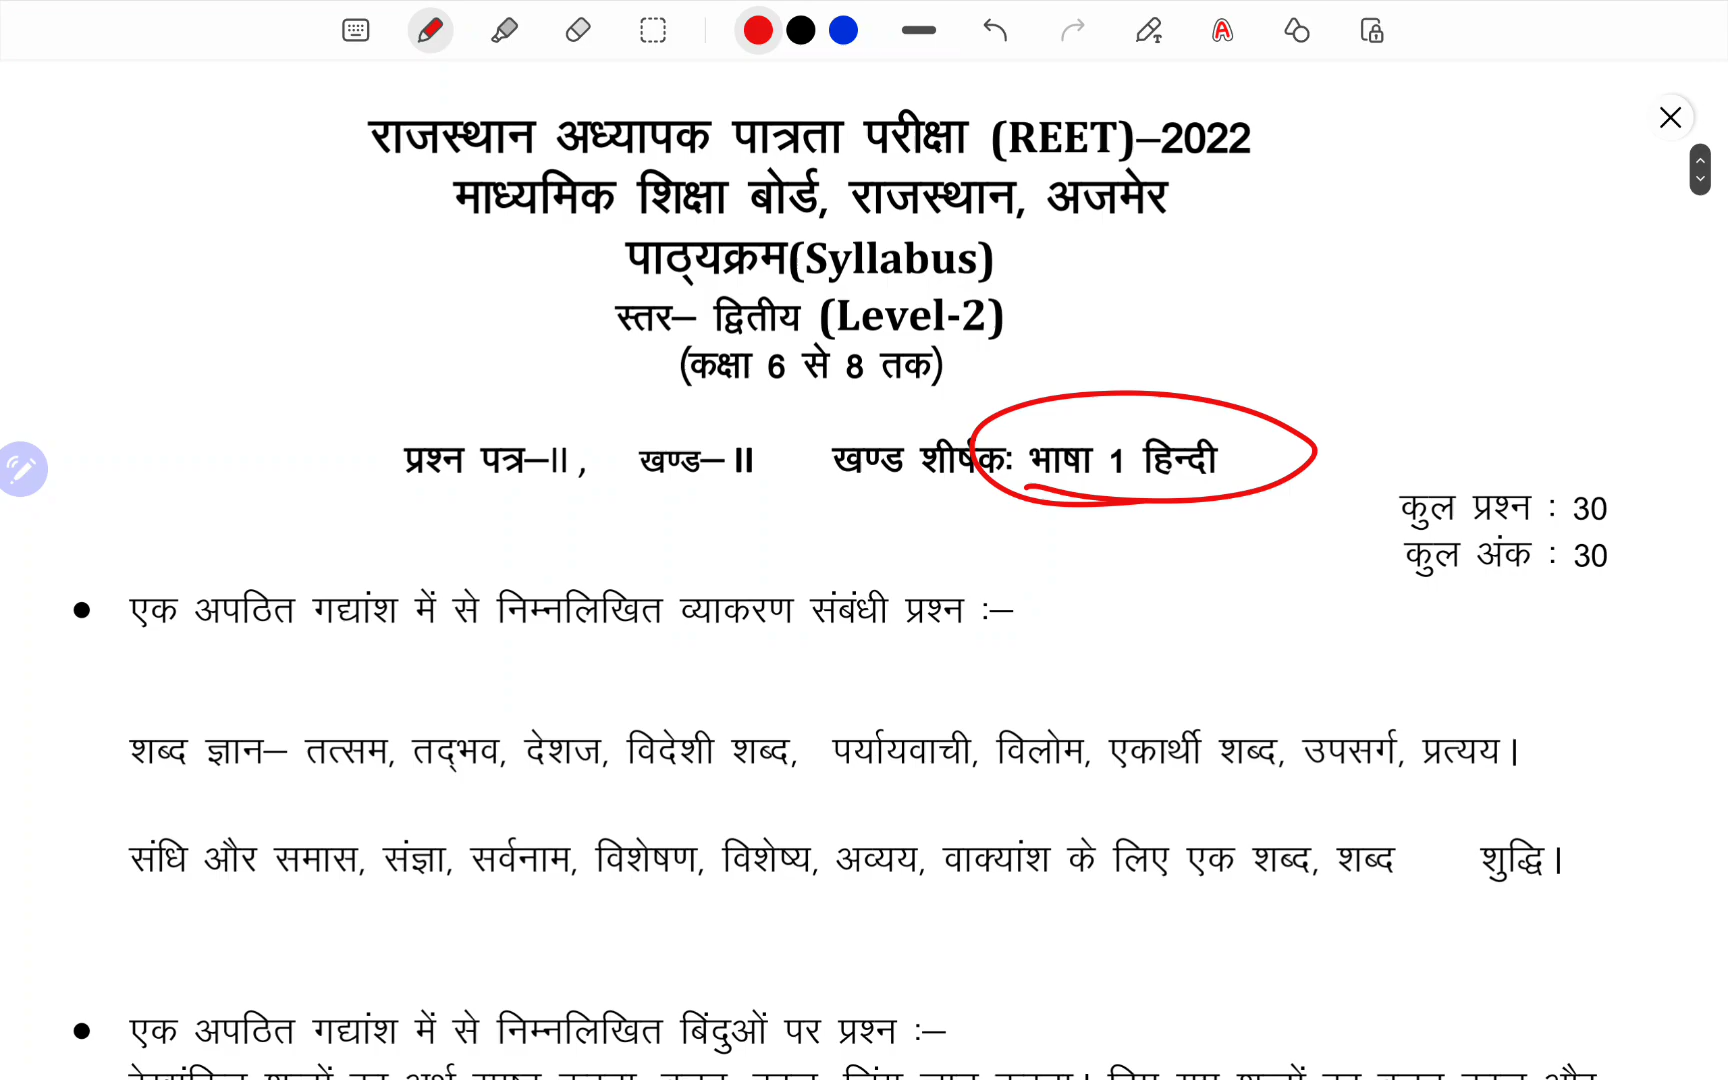 राजस्थान अध्यापक पात्रता परीक्षा (REET)–2022
माध्यमिक शिक्षा बोर्ड, राजस्थान, अजमेर
पाठ्यक्रम(Syllabus)
स्तर– द्वितीय (Level-2)
(कक्षा 6 से 8 तक)
प्रश्न पत्र–II , खण्ड– II खण्ड शीर्षकः भाषा 1 हिन्दी
कुल प्रश्न : 30
कुल अंक : 30
● एक अपठित गद्यांश में से निम्नलिखित व्याकरण संबंधी प्रश्न :–
शब्द ज्ञान– तत्सम, तद्भव, देशज, विदेशी शब्द, पर्यायवाची, विलोम, एकार्थी शब्द, उपसर्ग, प्रत्यय।
संधि और समास, संज्ञा, सर्वनाम, विशेषण, विशेष्य, अव्यय, वाक्यांश के लिए एक शब्द, शब्द शुद्धि।
● एक अपठित गद्यांश में से निम्नलिखित बिंदुओं पर प्रश्न :–